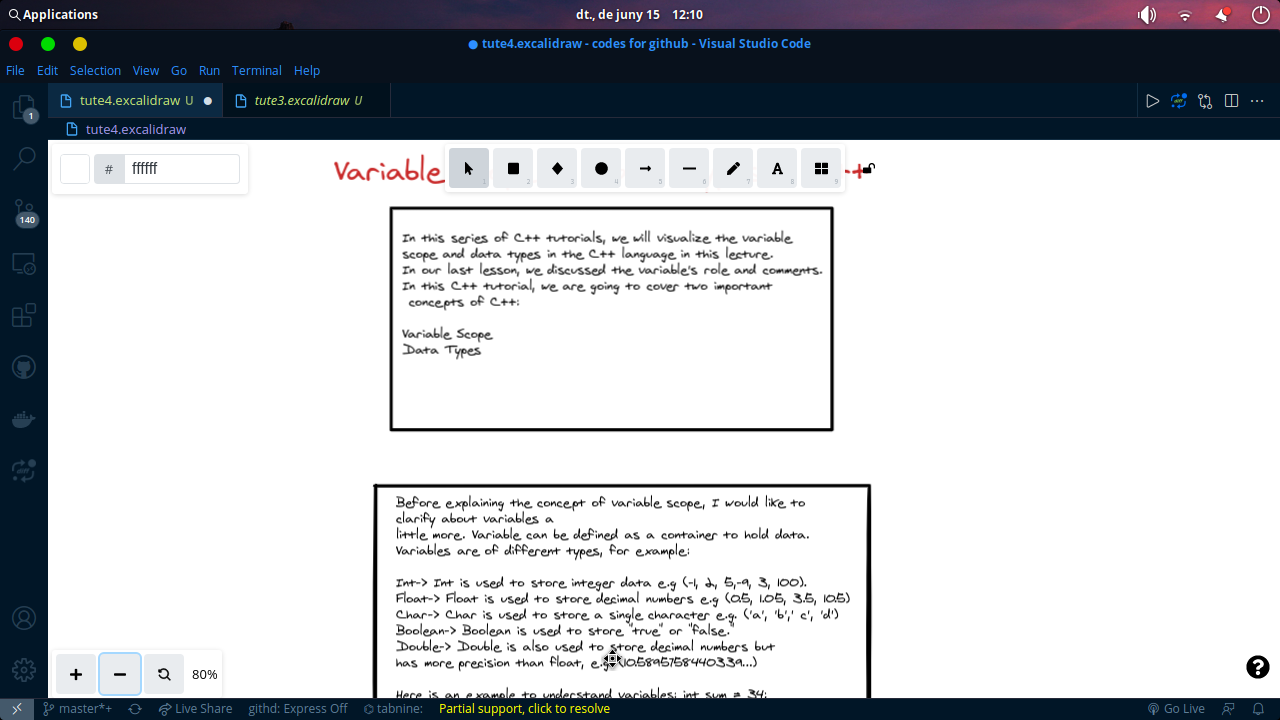 Applications
dt., de juny 15 12:10
tute4.excalidraw - codes for github - Visual Studio Code
File Edit Selection View Go Run Terminal Help
1
tute4.excalidraw U
tute3.excalidraw U
tute4.excalidraw
# ffffff
Variable
1 2 3 4 5 6 7 A 8 9
++
140
In this series of C++ tutorials, we will visualize the variable
scope and data types in the C++ language in this lecture.
In our last lesson, we discussed the variable's role and comments.
In this C++ tutorial, we are going to cover two important
concepts of C++:
Variable Scope
Data Types
Before explaining the concept of variable scope, I would like to
clarify about variables a
little more. Variable can be defined as a container to hold data.
Variables are of different types, for example:
Int-> Int is used to store integer data e.g (-1, 2, 5,-9, 3, 100).
Float-> Float is used to store decimal numbers e.g (0.5, 1.05, 3.5, 10.5)
Char-> Char is used to store a single character e.g. ('a', 'b',' c', 'd')
Boolean-> Boolean is used to store "true" or "false."
Double-> Double is also used to store decimal numbers but
has more precision than float, e.g. (10.5895758440339...)
Here is an example to understand variables: int sum = 34;
+ − 80%
?
master*+ Live Share githd: Express Off tabnine: Partial support, click to resolve Go Live